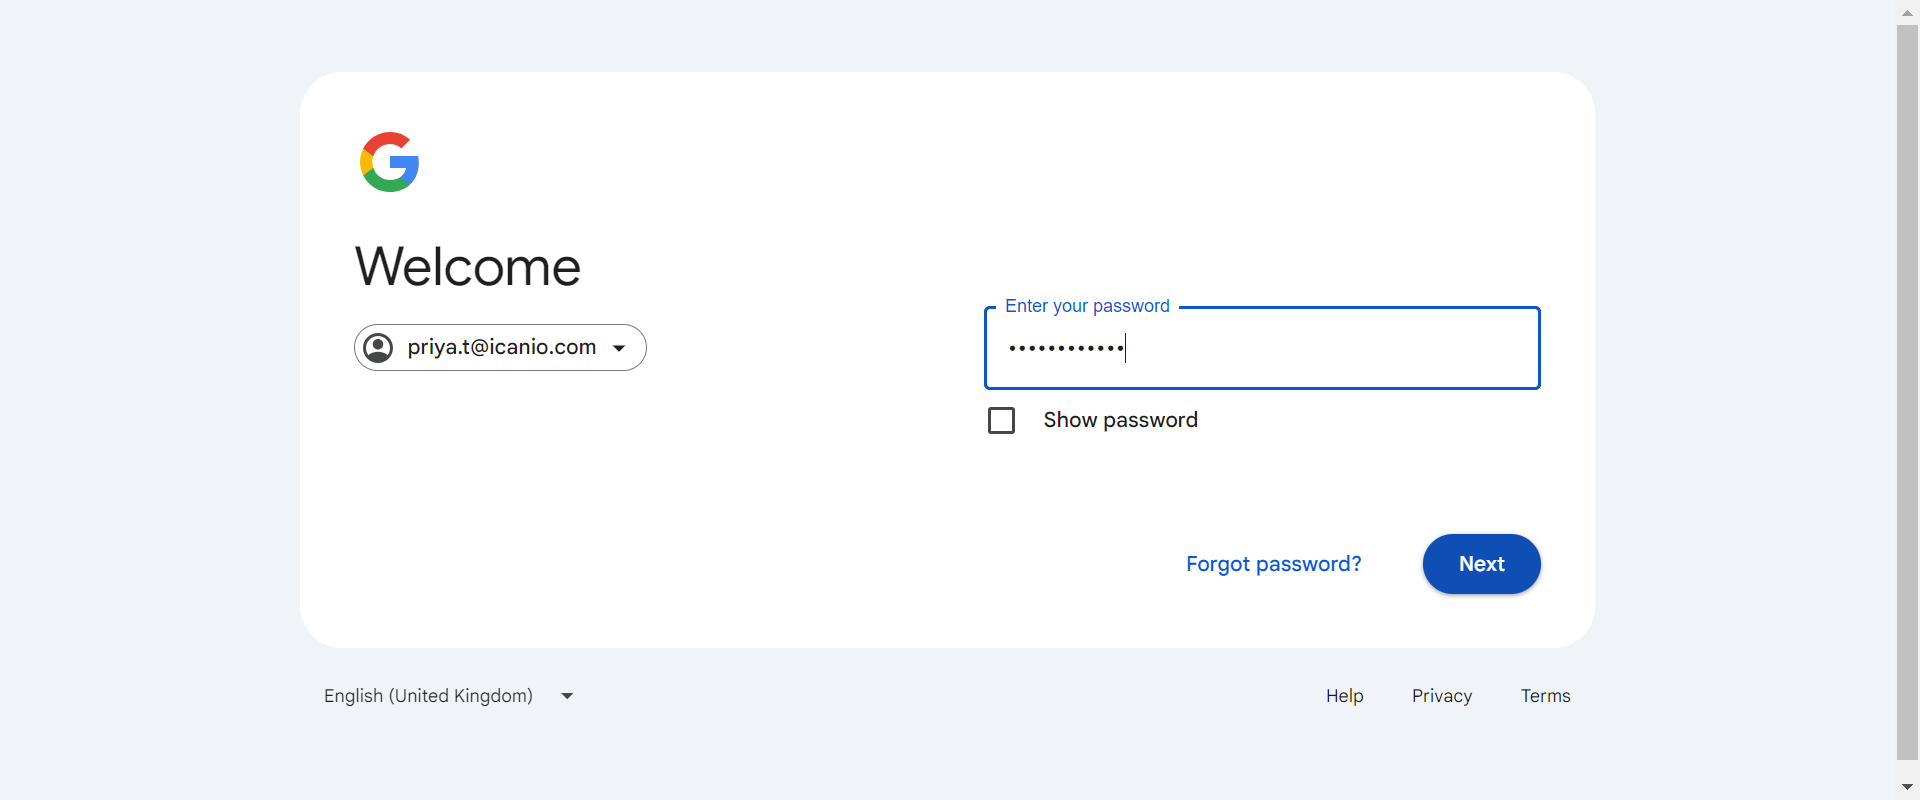 Welcome
priya.t@icanio.com
Enter your password
••••••••••••
Show password
Forgot password?
Next
English (United Kingdom)
Help
Privacy
Terms